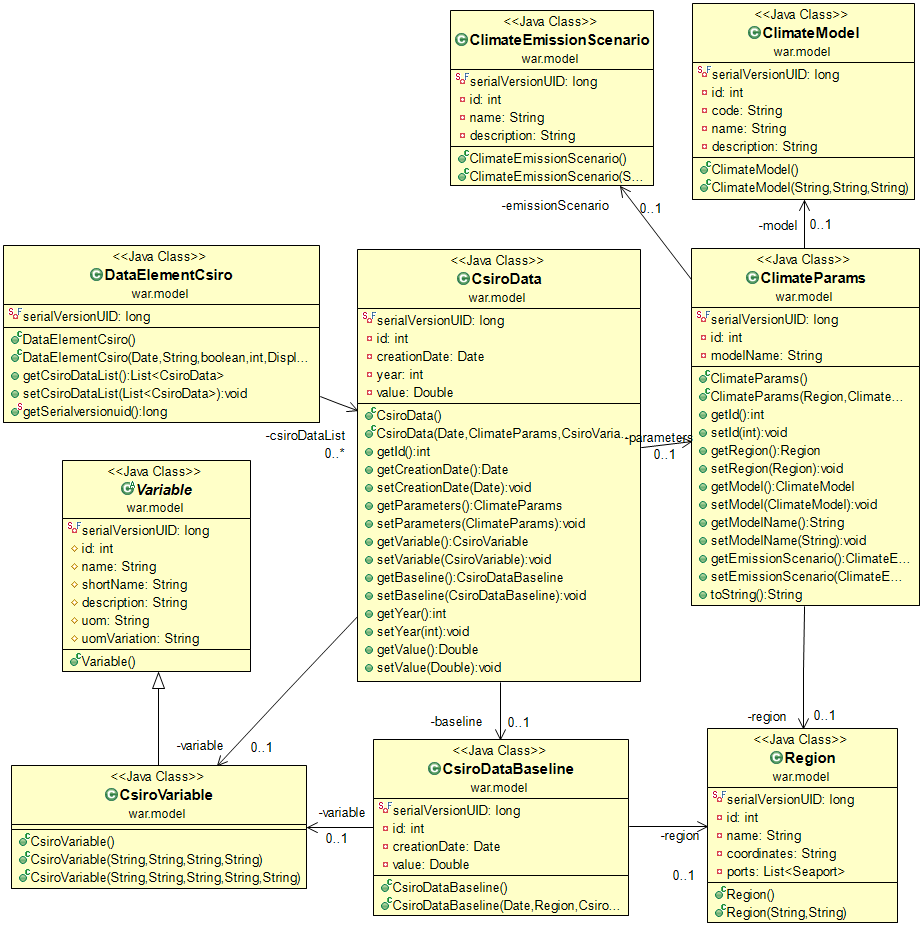 <<Java Class>>
ClimateEmissionScenario
war.model
serialVersionUID: long
id: int
name: String
description: String
ClimateEmissionScenario()
ClimateEmissionScenario(S...
<<Java Class>>
ClimateModel
war.model
serialVersionUID: long
id: int
code: String
name: String
description: String
ClimateModel()
ClimateModel(String,String,String)
-emissionScenario
0..1
-model
0..1
<<Java Class>>
DataElementCsiro
war.model
serialVersionUID: long
DataElementCsiro()
DataElementCsiro(Date,String,boolean,int,Displ...
getCsiroDataList():List<CsiroData>
setCsiroDataList(List<CsiroData>):void
getSerialversionuid():long
-csiroDataList
0..*
<<Java Class>>
CsiroData
war.model
serialVersionUID: long
id: int
creationDate: Date
year: int
value: Double
CsiroData()
CsiroData(Date,ClimateParams,CsiroVaria...
getId():int
getCreationDate():Date
setCreationDate(Date):void
getParameters():ClimateParams
setParameters(ClimateParams):void
getVariable():CsiroVariable
setVariable(CsiroVariable):void
getBaseline():CsiroDataBaseline
setBaseline(CsiroDataBaseline):void
getYear():int
setYear(int):void
getValue():Double
setValue(Double):void
-parameters
0..1
<<Java Class>>
ClimateParams
war.model
serialVersionUID: long
id: int
modelName: String
ClimateParams()
ClimateParams(Region,Climate...
getId():int
setId(int):void
getRegion():Region
setRegion(Region):void
getModel():ClimateModel
setModel(ClimateModel):void
getModelName():String
setModelName(String):void
getEmissionScenario():ClimateE...
setEmissionScenario(ClimateE...
toString():String
<<Java Class>>
Variable
war.model
serialVersionUID: long
id: int
name: String
shortName: String
description: String
uom: String
uomVariation: String
Variable()
-variable
0..1
-baseline
0..1
-region
0..1
<<Java Class>>
CsiroVariable
war.model
CsiroVariable()
CsiroVariable(String,String,String,String)
CsiroVariable(String,String,String,String,String)
-variable
0..1
<<Java Class>>
CsiroDataBaseline
war.model
serialVersionUID: long
id: int
creationDate: Date
value: Double
CsiroDataBaseline()
CsiroDataBaseline(Date,Region,Csiro...
-region
0..1
<<Java Class>>
Region
war.model
serialVersionUID: long
id: int
name: String
coordinates: String
ports: List<Seaport>
Region()
Region(String,String)